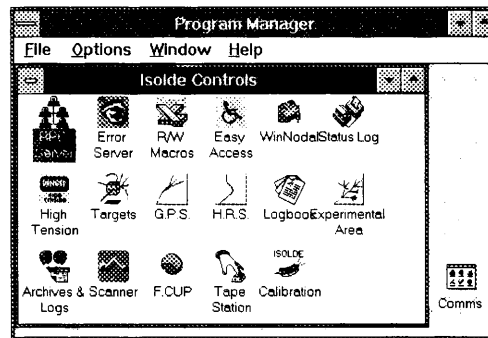 Program Manager
File Options Window Help
Isolde Controls
Error Server
R/W Macros
Easy Access
WinNodal
Status Log
High Tension
Targets
G.P.S.
H.R.S.
Logbook
Experimental Area
Archives & Logs
Scanner
F.CUP
Tape Station
ISOLDE
Calibration
Comms